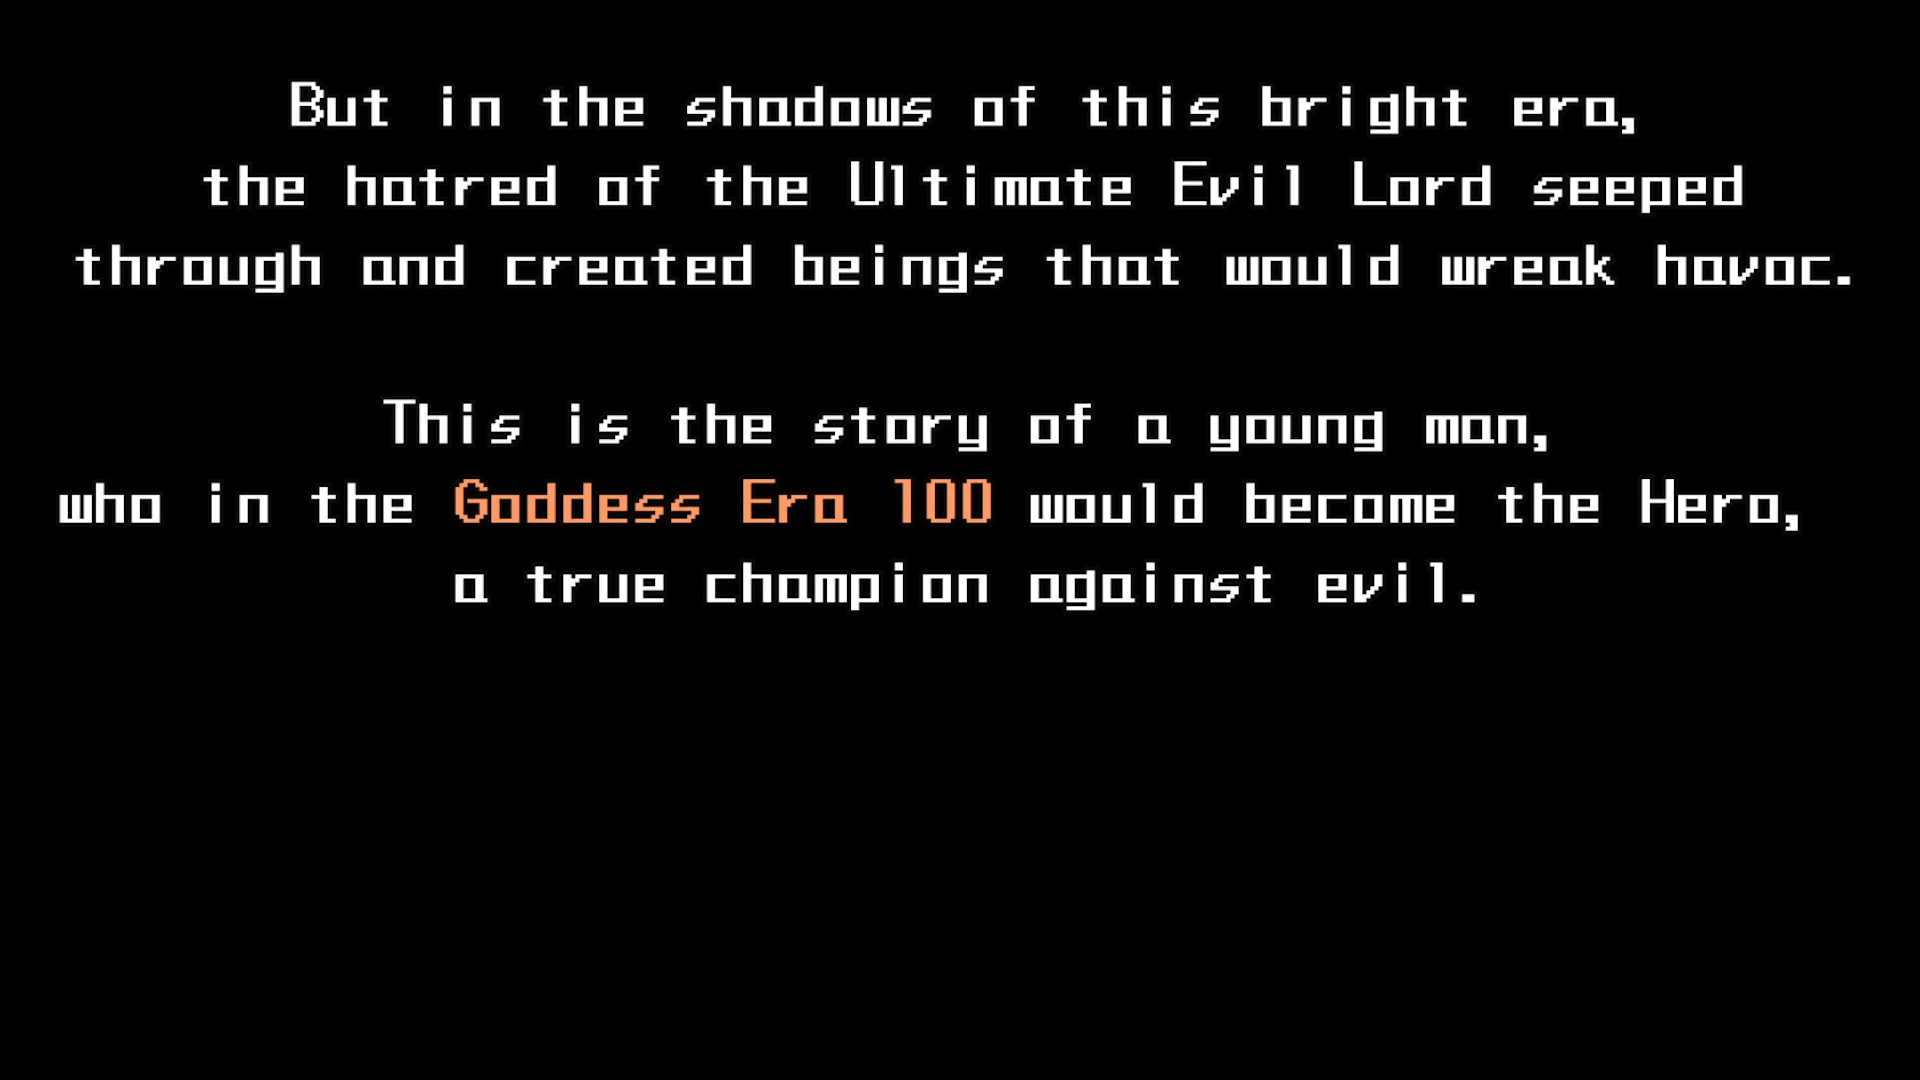 But in the shadows of this bright era,
the hatred of the Ultimate Evil Lord seeped
through and created beings that would wreak havoc.
This is the story of a young man,
who in the Goddess Era 100 would become the Hero,
a true champion against evil.